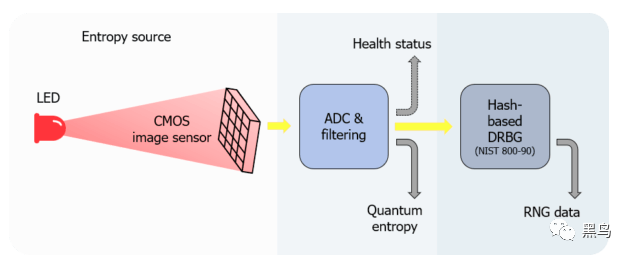 Entropy source
Health status
LED
CMOS
image sensor
ADC &
filtering
Hash-
based
DRBG
(NIST 800-90)
Quantum
entropy
RNG data
黑鸟